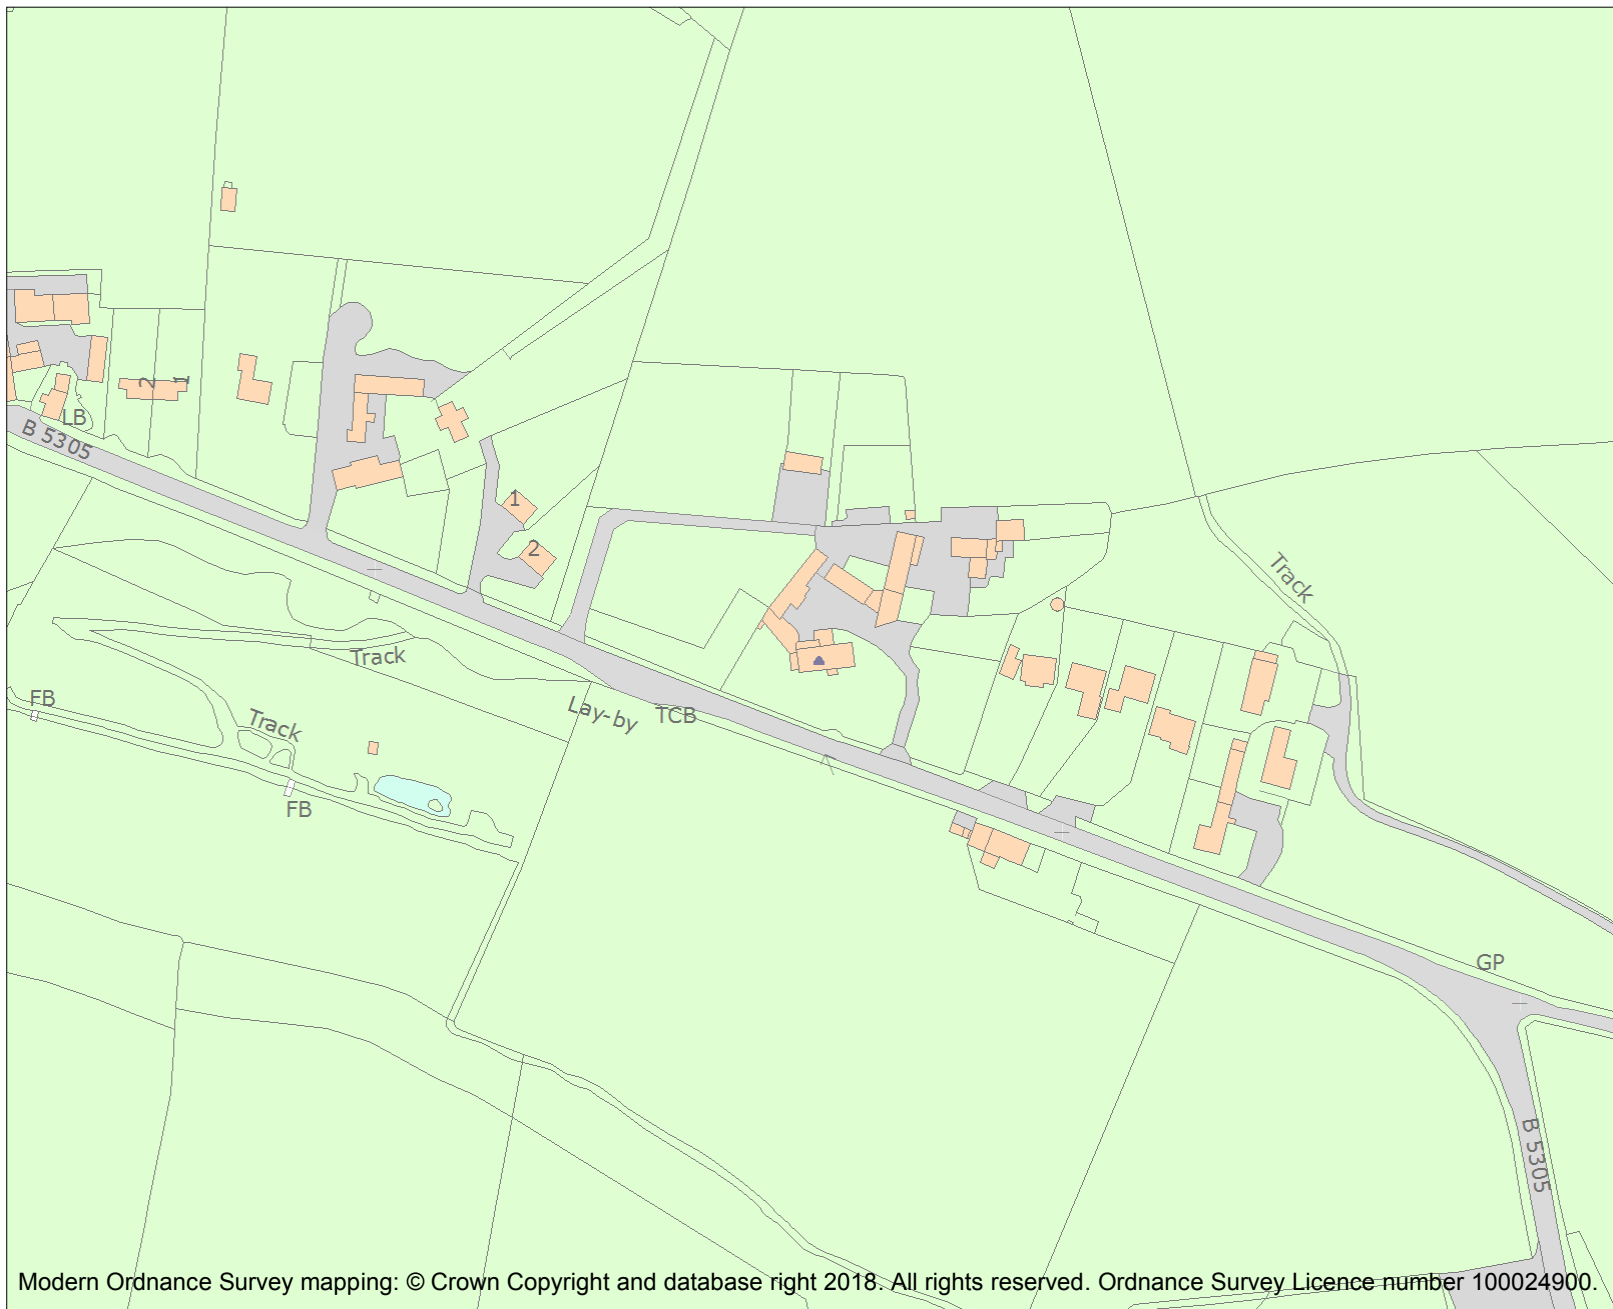 2
1
LB
B 5305
1
2
Track
Track
Track
FB
Lay-by
TCB
Track
FB
GP
B 5305
Modern Ordnance Survey mapping: © Crown Copyright and database right 2018. All rights reserved. Ordnance Survey Licence number 100024900.